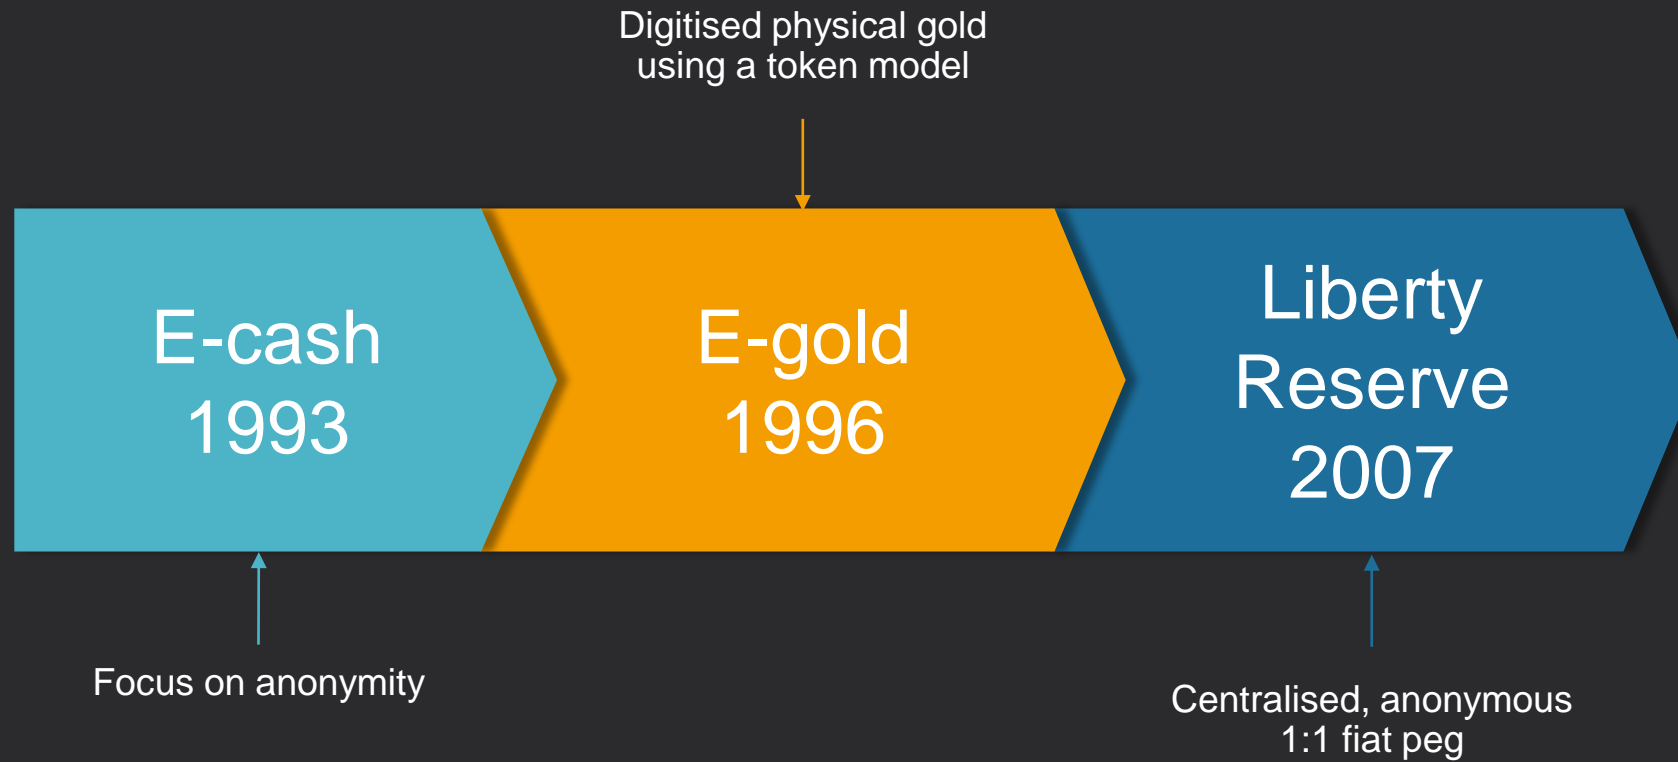 Digitised physical gold
using a token model
E-cash
1993
E-gold
1996
Liberty
Reserve
2007
Focus on anonymity
Centralised, anonymous
1:1 fiat peg